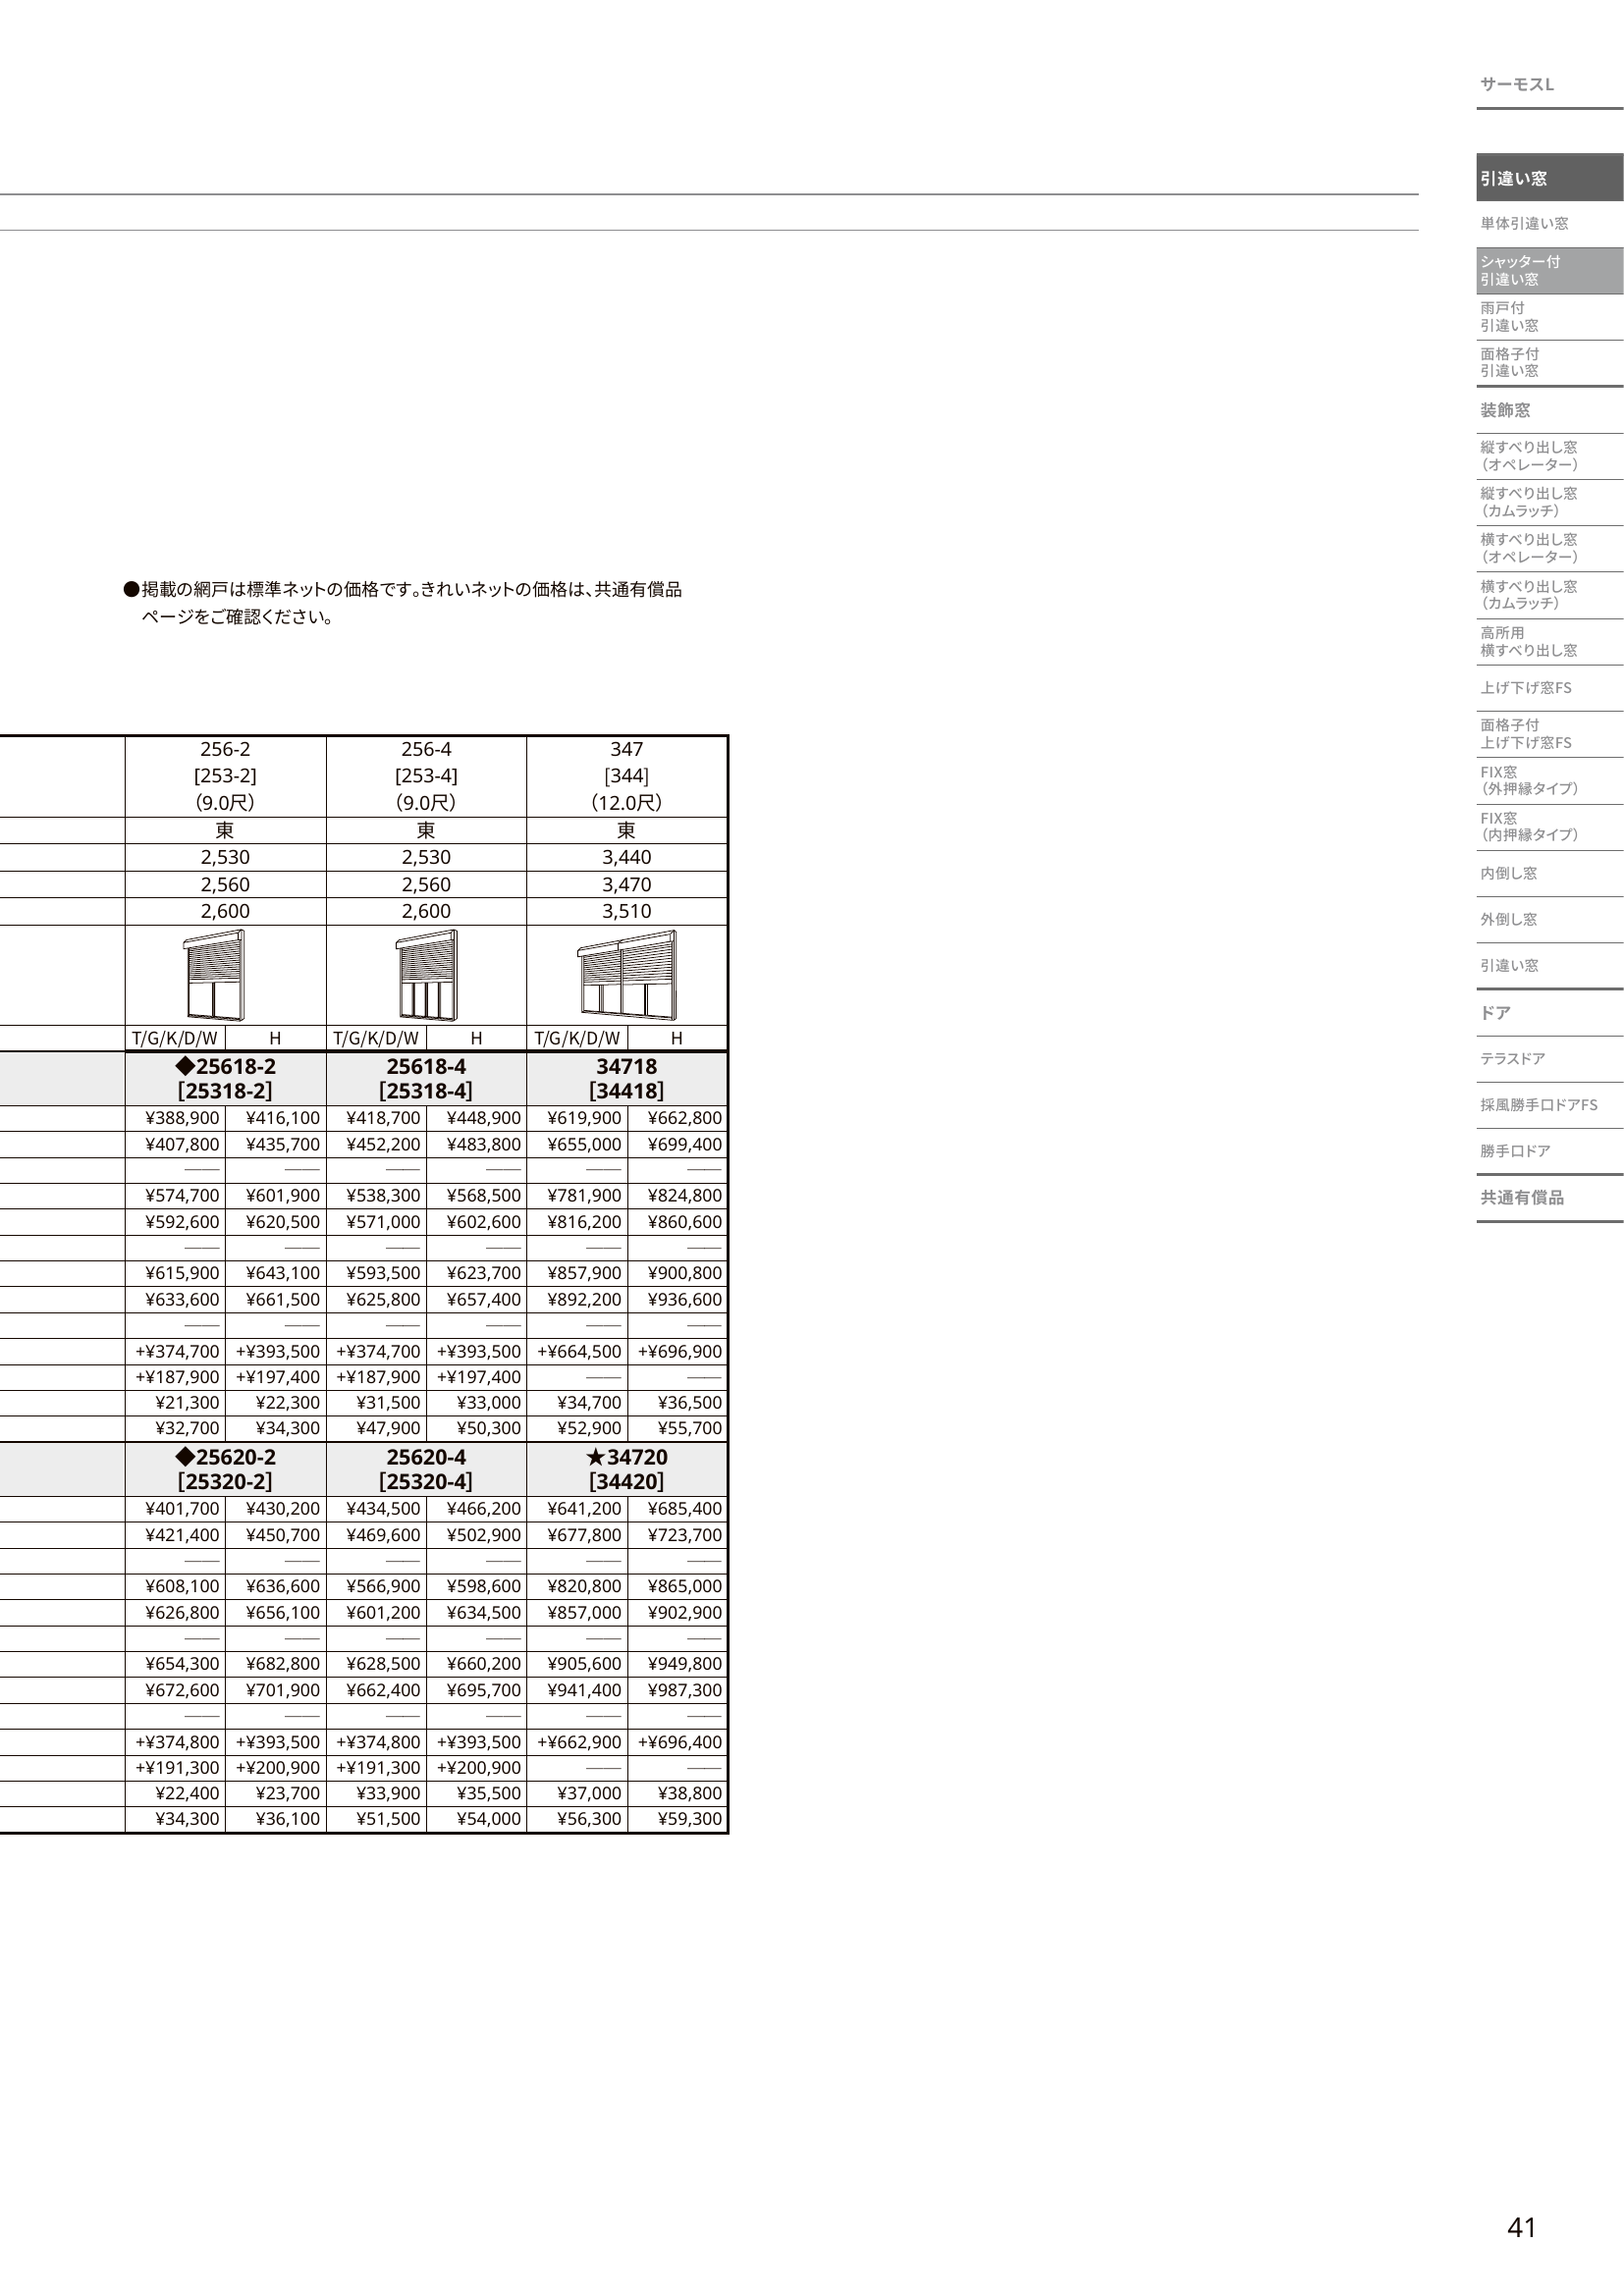 サーモスL
引違い窓
単体引違い窓
シャッター付
引違い窓
雨戸付
引違い窓
面格子付
引違い窓
装飾窓
縦すべり出し窓
（オペレーター）
縦すべり出し窓
（カムラッチ）
横すべり出し窓
（オペレーター）
横すべり出し窓
（カムラッチ）
高所用
横すべり出し窓
上げ下げ窓FS
面格子付
上げ下げ窓FS
FIX窓
（外押縁タイプ）
FIX窓
（内押縁タイプ）
内倒し窓
外倒し窓
引違い窓
ドア
テラスドア
採風勝手口ドアFS
勝手口ドア
共通有償品
●掲載の網戸は標準ネットの価格です。きれいネットの価格は、共通有償品
ページをご確認ください。
256-2 256-4 347
[253-2] [253-4] [344]
（9.0尺） （9.0尺） （12.0尺）
東 東 東
2,530 2,530 3,440
2,560 2,560 3,470
2,600 2,600 3,510
T/G/K/D/W H T/G/K/D/W H T/G/K/D/W H
◆25618-2 25618-4 34718
[25318-2] [25318-4] [34418]
¥388,900 ¥416,100 ¥418,700 ¥448,900 ¥619,900 ¥662,800
¥407,800 ¥435,700 ¥452,200 ¥483,800 ¥655,000 ¥699,400
—— —— —— —— —— ——
¥574,700 ¥601,900 ¥538,300 ¥568,500 ¥781,900 ¥824,800
¥592,600 ¥620,500 ¥571,000 ¥602,600 ¥816,200 ¥860,600
—— —— —— —— —— ——
¥615,900 ¥643,100 ¥593,500 ¥623,700 ¥857,900 ¥900,800
¥633,600 ¥661,500 ¥625,800 ¥657,400 ¥892,200 ¥936,600
—— —— —— —— —— ——
+¥374,700 +¥393,500 +¥374,700 +¥393,500 +¥664,500 +¥696,900
+¥187,900 +¥197,400 +¥187,900 +¥197,400 —— ——
¥21,300 ¥22,300 ¥31,500 ¥33,000 ¥34,700 ¥36,500
¥32,700 ¥34,300 ¥47,900 ¥50,300 ¥52,900 ¥55,700
◆25620-2 25620-4 ★34720
[25320-2] [25320-4] [34420]
¥401,700 ¥430,200 ¥434,500 ¥466,200 ¥641,200 ¥685,400
¥421,400 ¥450,700 ¥469,600 ¥502,900 ¥677,800 ¥723,700
—— —— —— —— —— ——
¥608,100 ¥636,600 ¥566,900 ¥598,600 ¥820,800 ¥865,000
¥626,800 ¥656,100 ¥601,200 ¥634,500 ¥857,000 ¥902,900
—— —— —— —— —— ——
¥654,300 ¥682,800 ¥628,500 ¥660,200 ¥905,600 ¥949,800
¥672,600 ¥701,900 ¥662,400 ¥695,700 ¥941,400 ¥987,300
—— —— —— —— —— ——
+¥374,800 +¥393,500 +¥374,800 +¥393,500 +¥662,900 +¥696,400
+¥191,300 +¥200,900 +¥191,300 +¥200,900 —— ——
¥22,400 ¥23,700 ¥33,900 ¥35,500 ¥37,000 ¥38,800
¥34,300 ¥36,100 ¥51,500 ¥54,000 ¥56,300 ¥59,300
41